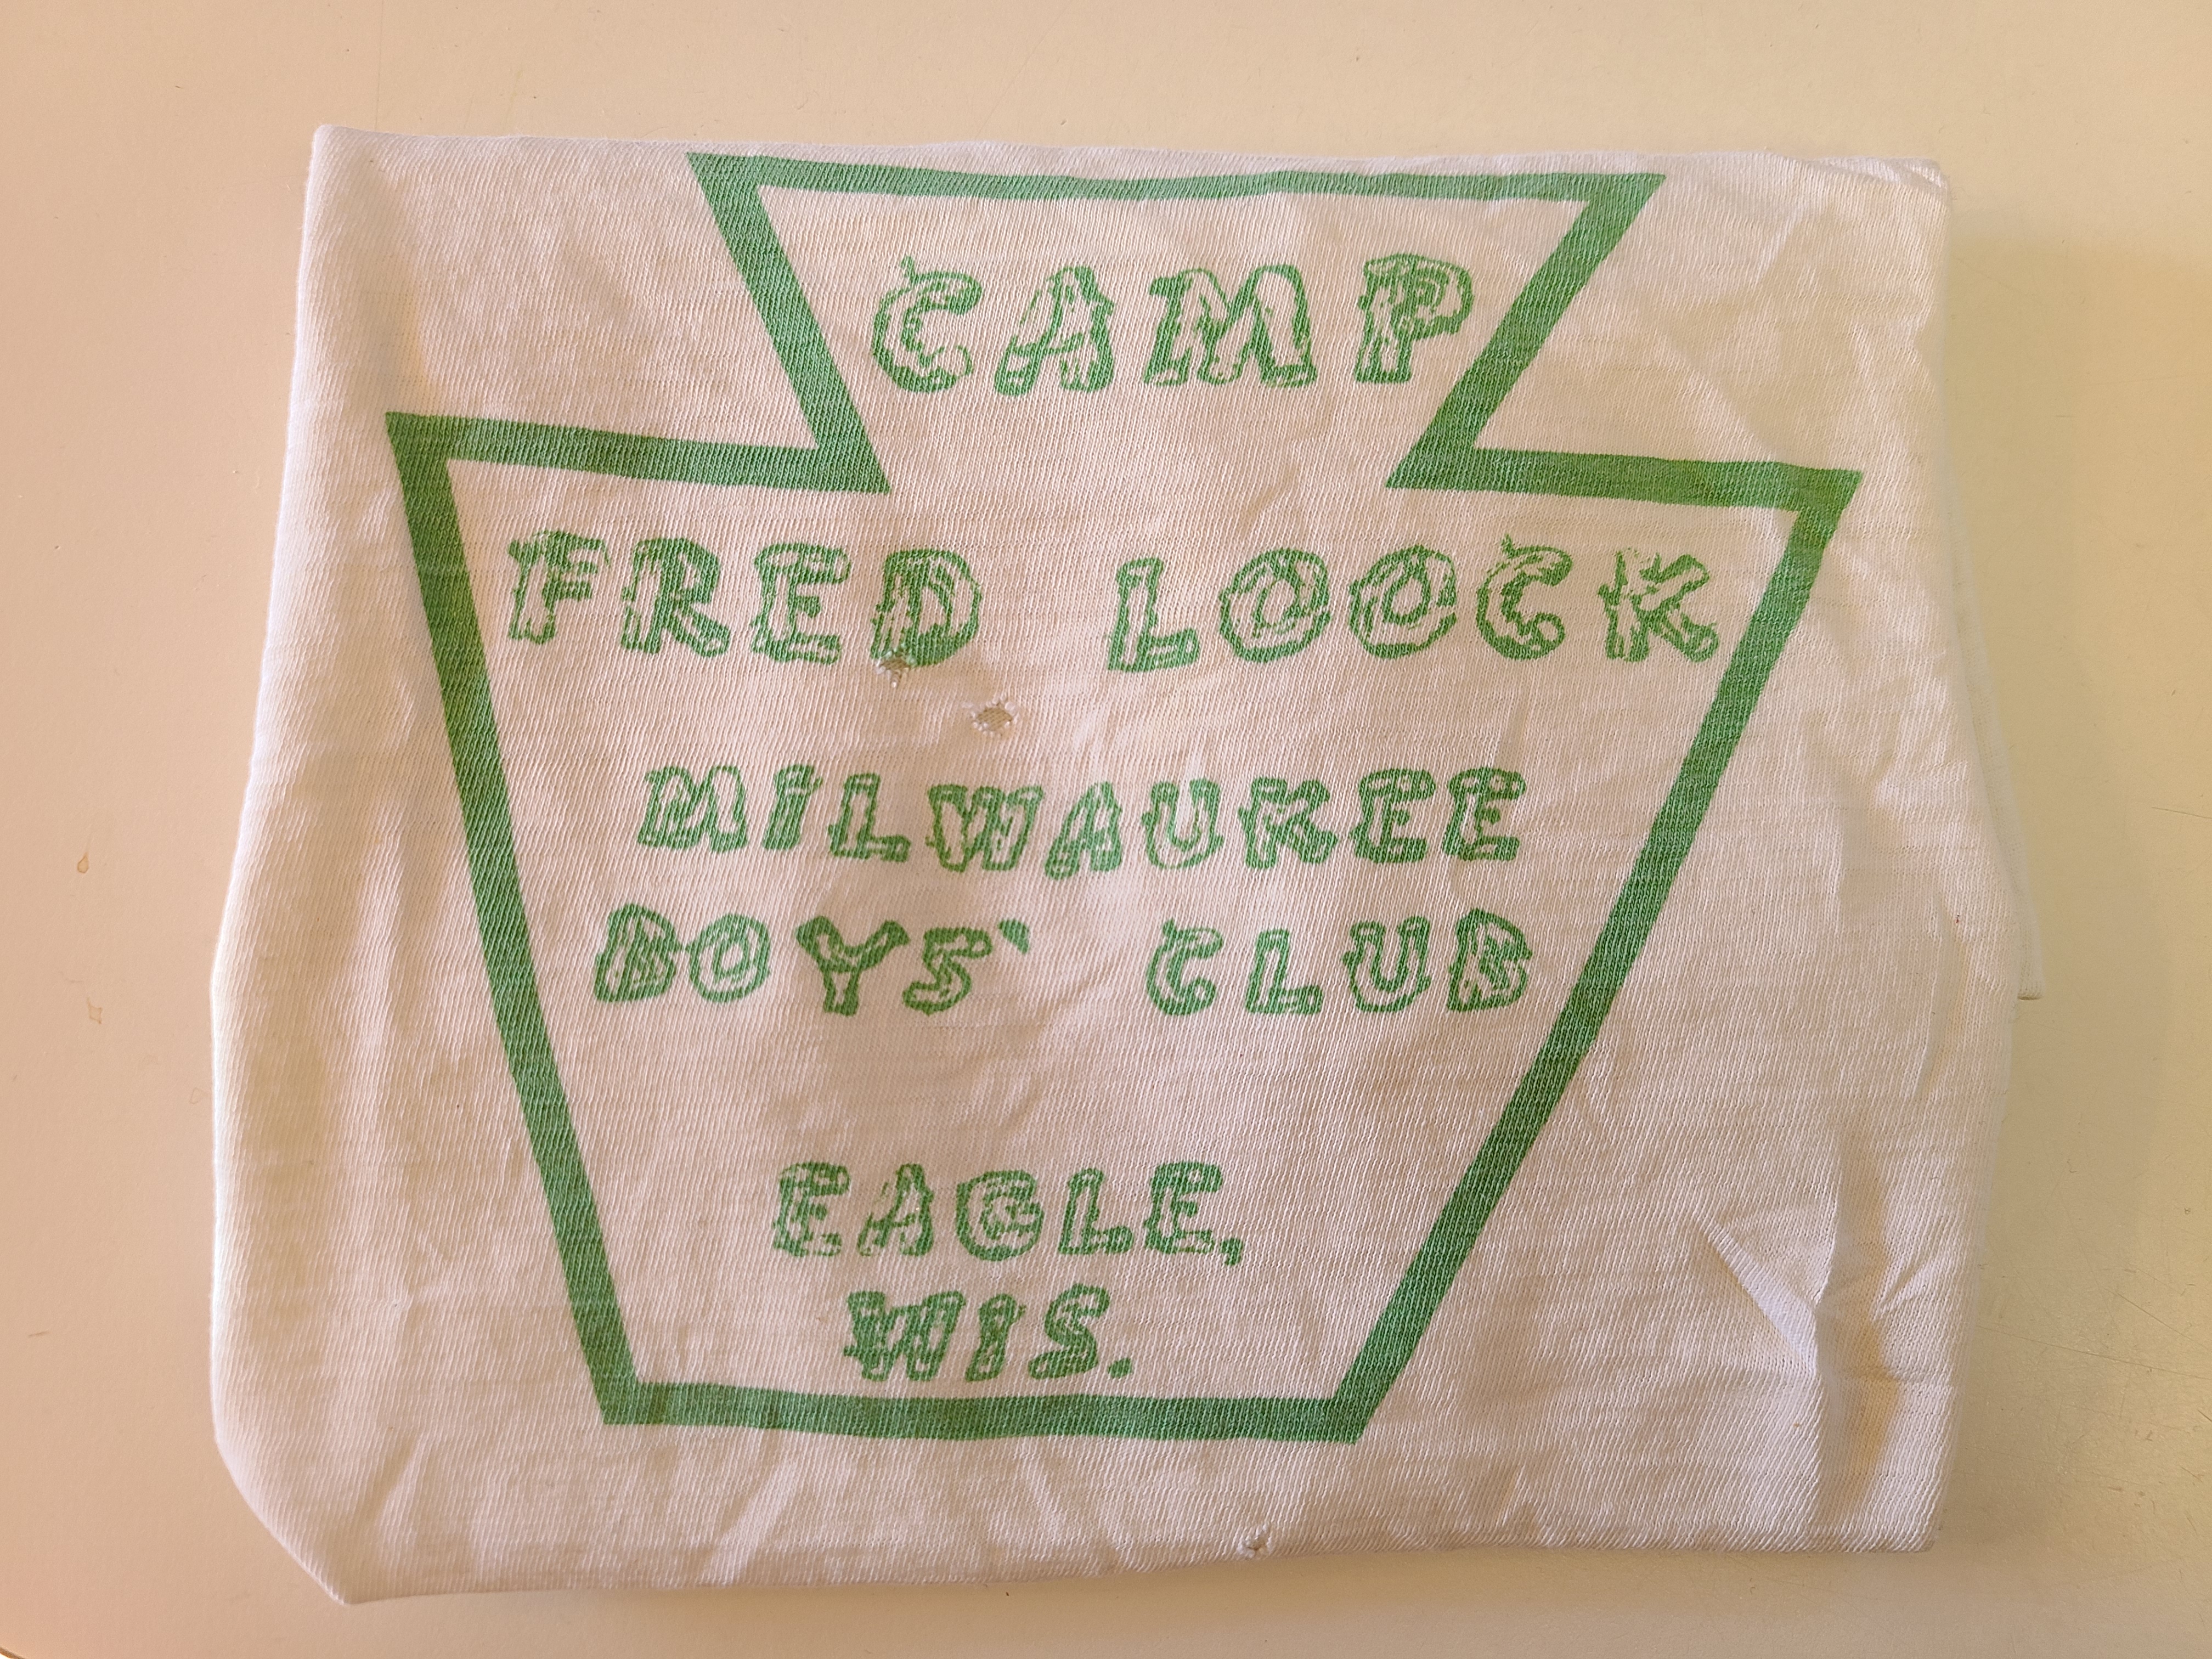 CAMP
FRED LOOCK
MILWAUKEE
BOYS' CLUB
EAGLE,
WIS.